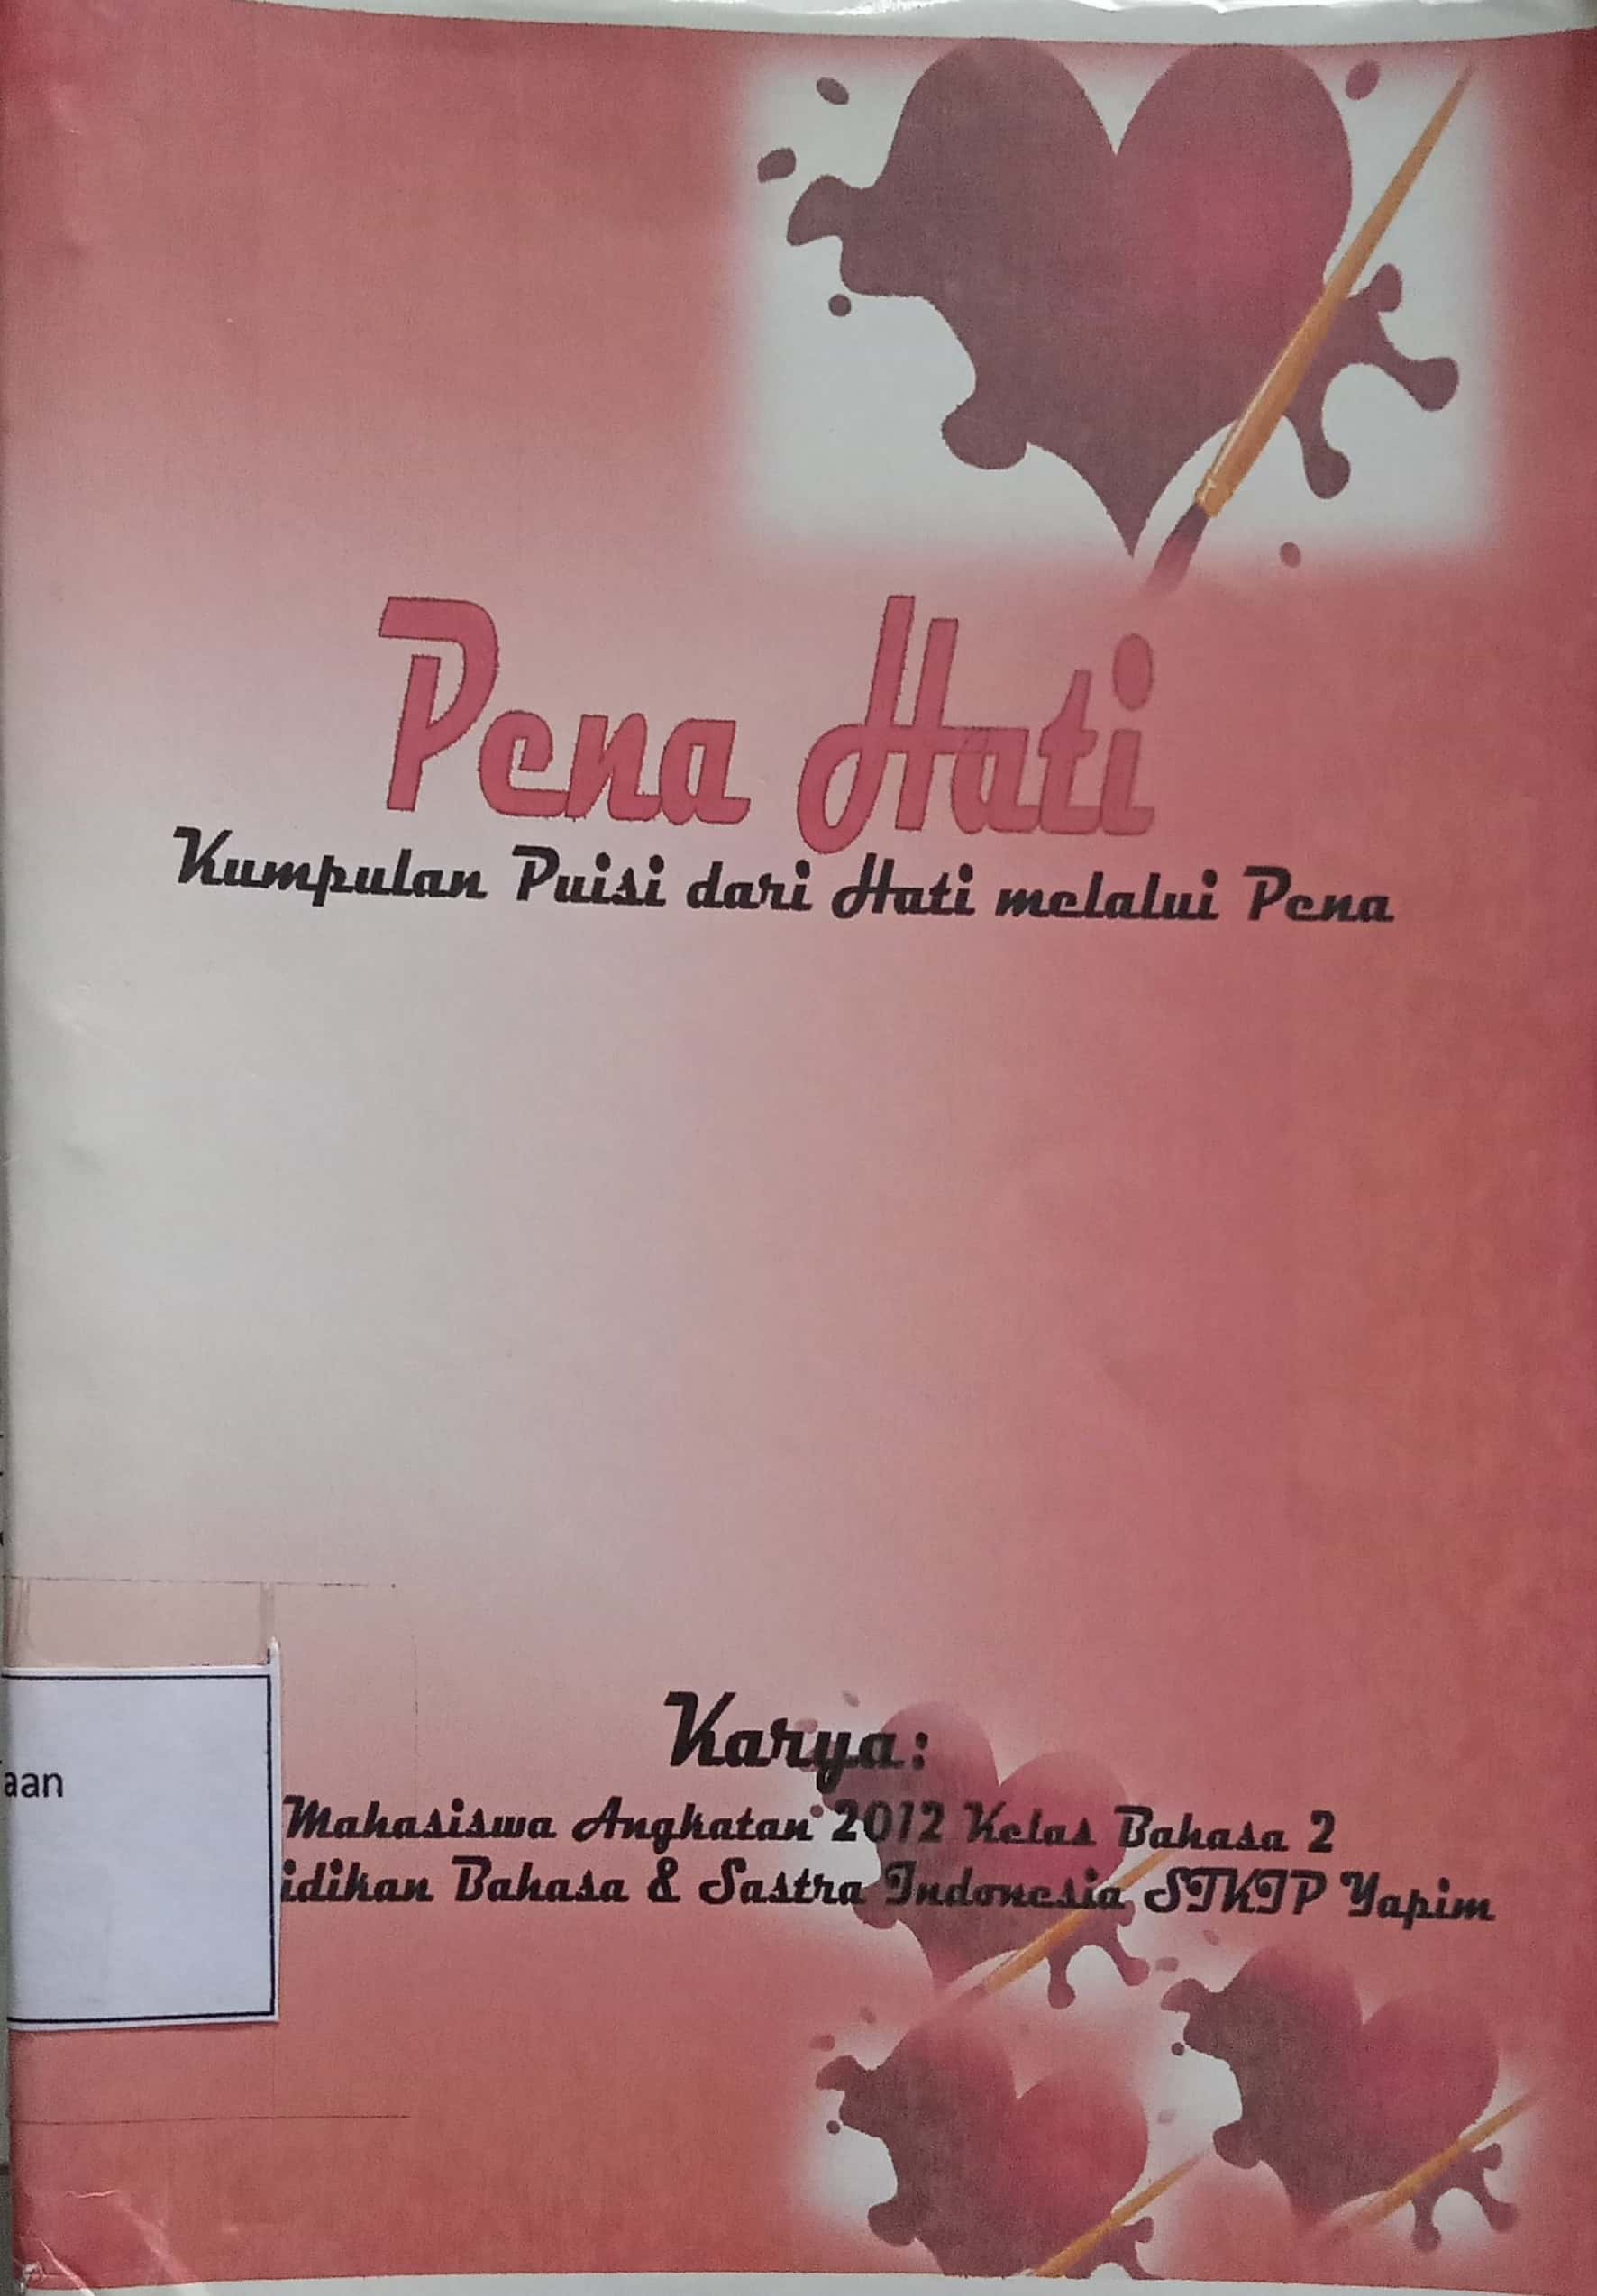 Pena Hati
Kumpulan Puisi dari Hati melalui Pena
Karya:
aan
Mahasiswa Angkatan 2012 Kelas Bahasa 2
idikan Bahasa & Sastra Indonesia STKIP Yapim